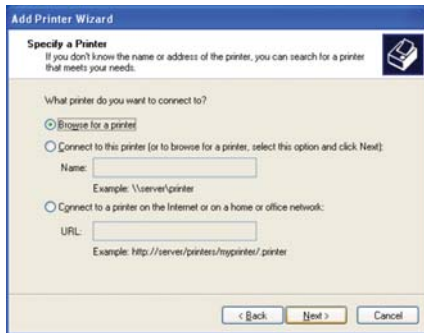 Add Printer Wizard
Specify a Printer
If you don't know the name or address of the printer, you can search for a printer
that meets your needs.
What printer do you want to connect to?
Browse for a printer
Connect to this printer (or to browse for a printer, select this option and click Next):
Name:
Example: \\server\printer
Connect to a printer on the Internet or on a home or office network:
URL:
Example: http://server/printers/myprinter/.printer
< Back Next > Cancel